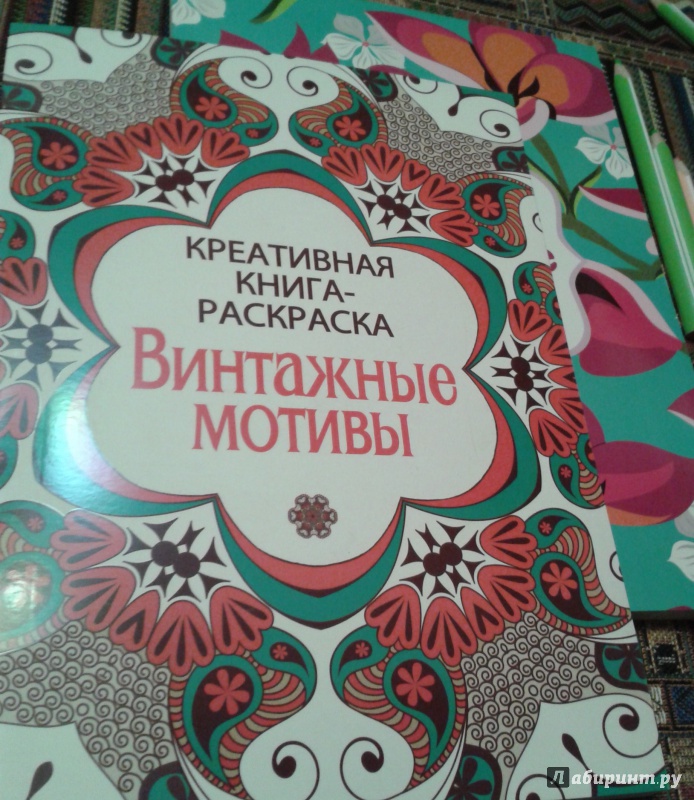 КРЕАТИВНАЯ
КНИГА-
РАСКРАСКА
ВИНТАЖНЫЕ
МОТИВЫ
Лабиринт.ру